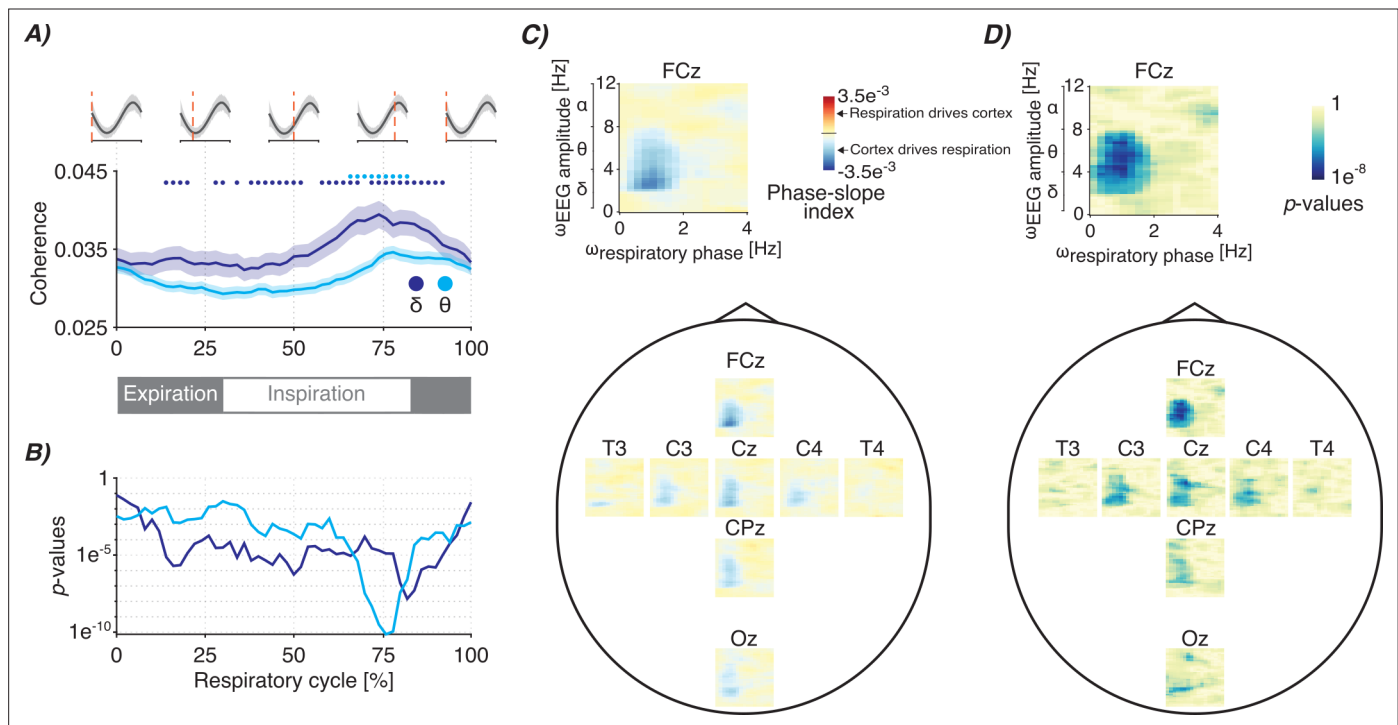 A)
0.045
0.035
0.025
Coherence
δ θ
0 25 50 75 100
Expiration Inspiration
B)
1
1e-5
1e-10
p-values
0 25 50 75 100
Respiratory cycle [%]
C)
FCz
ωEEG amplitude [Hz]
α
θ
δ
12
8
4
0
0 2 4
ωrespiratory phase [Hz]
3.5e-3
Respiration drives cortex
Cortex drives respiration
-3.5e-3
Phase-slope
index
FCz
T3 C3 Cz C4 T4
CPz
Oz
D)
FCz
ωEEG amplitude [Hz]
α
θ
δ
12
8
4
0
0 2 4
ωrespiratory phase [Hz]
1
1e-8
p-values
FCz
T3 C3 Cz C4 T4
CPz
Oz